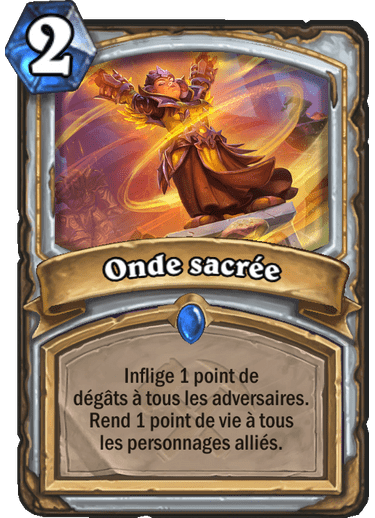 2
Onde sacrée
Inflige 1 point de
dégâts à tous les adversaires.
Rend 1 point de vie à tous
les personnages alliés.